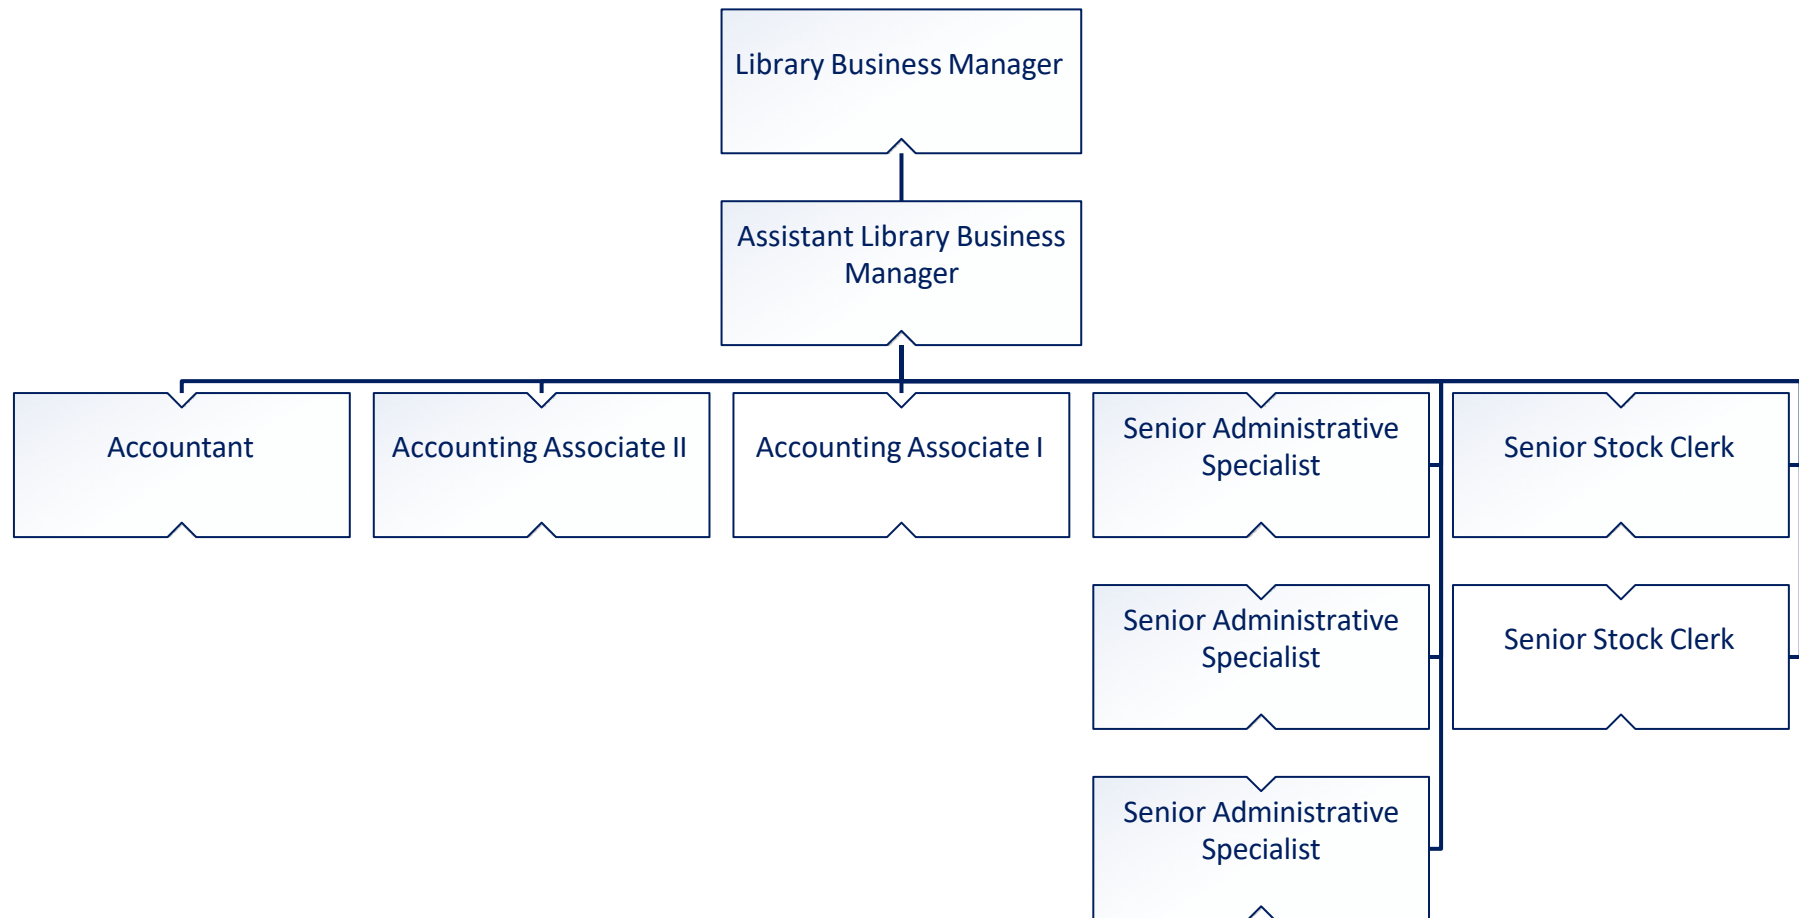 Library Business Manager
Assistant Library Business
Manager
Accountant
Accounting Associate II
Accounting Associate I
Senior Administrative
Specialist
Senior Stock Clerk
Senior Administrative
Specialist
Senior Stock Clerk
Senior Administrative
Specialist